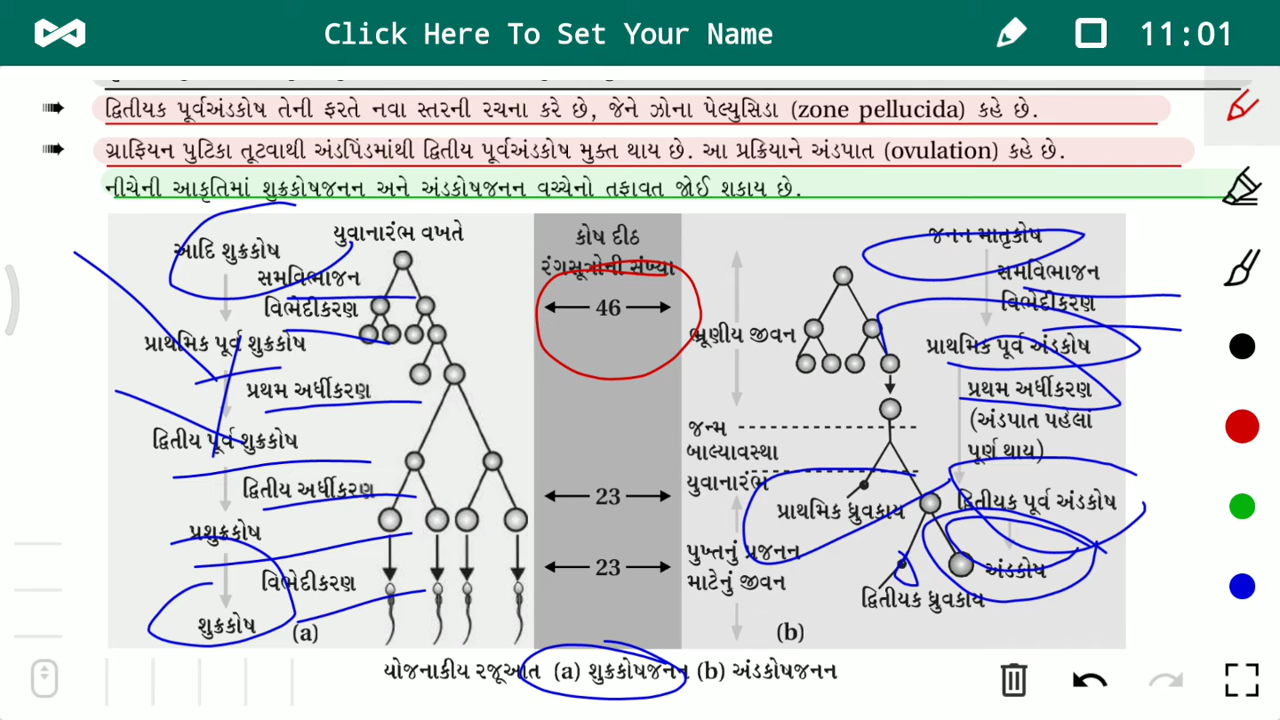 Click Here To Set Your Name
11:01
દ્વિતીયક પૂર્વઅંડકોષ તેની ફરતે નવા સ્તરની રચના કરે છે, જેને ઝોના પેલ્યુસિડા (zone pellucida) કહે છે.
ગ્રાફિયન પુટિકા તૂટવાથી અંડપિંડમાંથી દ્વિતીય પૂર્વઅંડકોષ મુક્ત થાય છે. આ પ્રક્રિયાને અંડપાત (ovulation) કહે છે.
નીચેની આકૃતિમાં શુક્રકોષજનન અને અંડકોષજનન વચ્ચેનો તફાવત જોઈ શકાય છે.
આદિ શુક્રકોષ
સમવિભાજન
વિભેદીકરણ
પ્રાથમિક પૂર્વ શુક્રકોષ
પ્રથમ અર્ધીકરણ
દ્વિતીય પૂર્વ શુક્રકોષ
દ્વિતીય અર્ધીકરણ
પ્રશુક્રકોષ
વિભેદીકરણ
શુક્રકોષ
(a)
યુવાનારંભ વખતે
કોષ દીઠ
રંગસૂત્રોની સંખ્યા
46
23
23
ભ્રૂણીય જીવન
જન્મ
બાલ્યાવસ્થા
યુવાનારંભ
પુખ્તનું પ્રજનન
માટેનું જીવન
જનન માતૃકોષ
સમવિભાજન
વિભેદીકરણ
પ્રાથમિક પૂર્વ અંડકોષ
પ્રથમ અર્ધીકરણ
(અંડપાત પહેલાં
પૂર્ણ થાય)
પ્રાથમિક ધ્રુવકાય
દ્વિતીયક પૂર્વ અંડકોષ
અંડકોષ
દ્વિતીયક ધ્રુવકાય
(b)
યોજનાકીય રજૂઆત (a) શુક્રકોષજનન (b) અંડકોષજનન